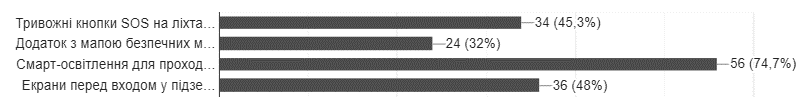 Тривожні кнопки SOS на ліхта... 34 (45,3%)
Додаток з мапою безпечних м... 24 (32%)
Смарт-освітлення для проход... 56 (74,7%)
Екрани перед входом у підзе... 36 (48%)